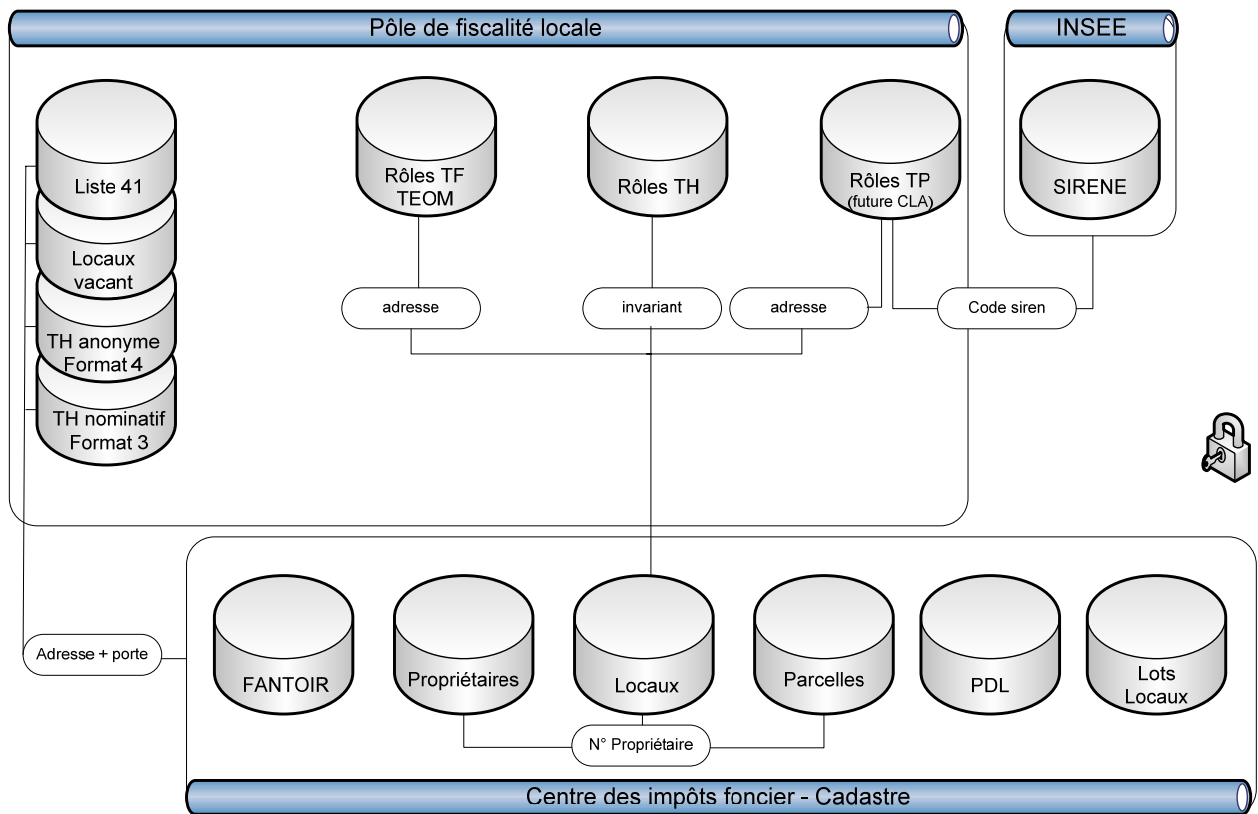 Pôle de fiscalité locale
INSEE
Liste 41
Locaux
vacant
TH anonyme
Format 4
TH nominatif
Format 3
Rôles TF
TEOM
Rôles TH
Rôles TP
(future CLA)
SIRENE
adresse
invariant
adresse
Code siren
Adresse + porte
FANTOIR
Propriétaires
Locaux
Parcelles
PDL
Lots
Locaux
N° Propriétaire
Centre des impôts foncier - Cadastre